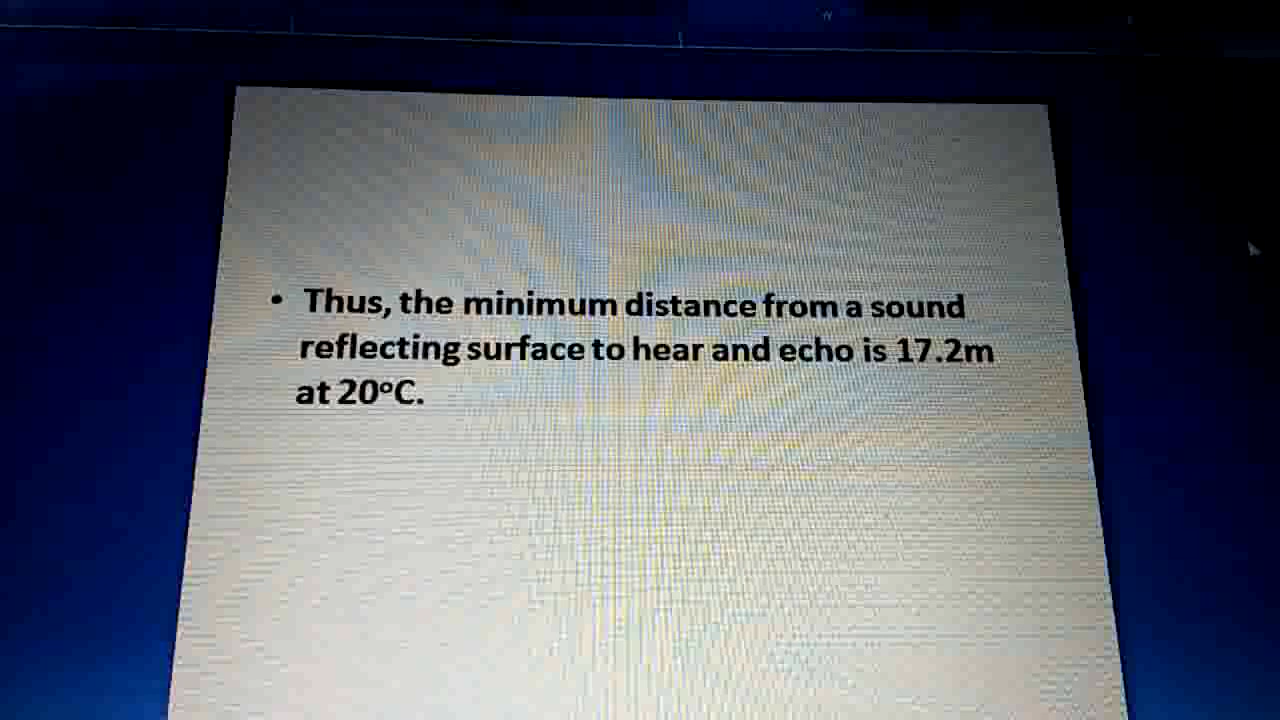 • Thus, the minimum distance from a sound
reflecting surface to hear and echo is 17.2m
at 20°C.